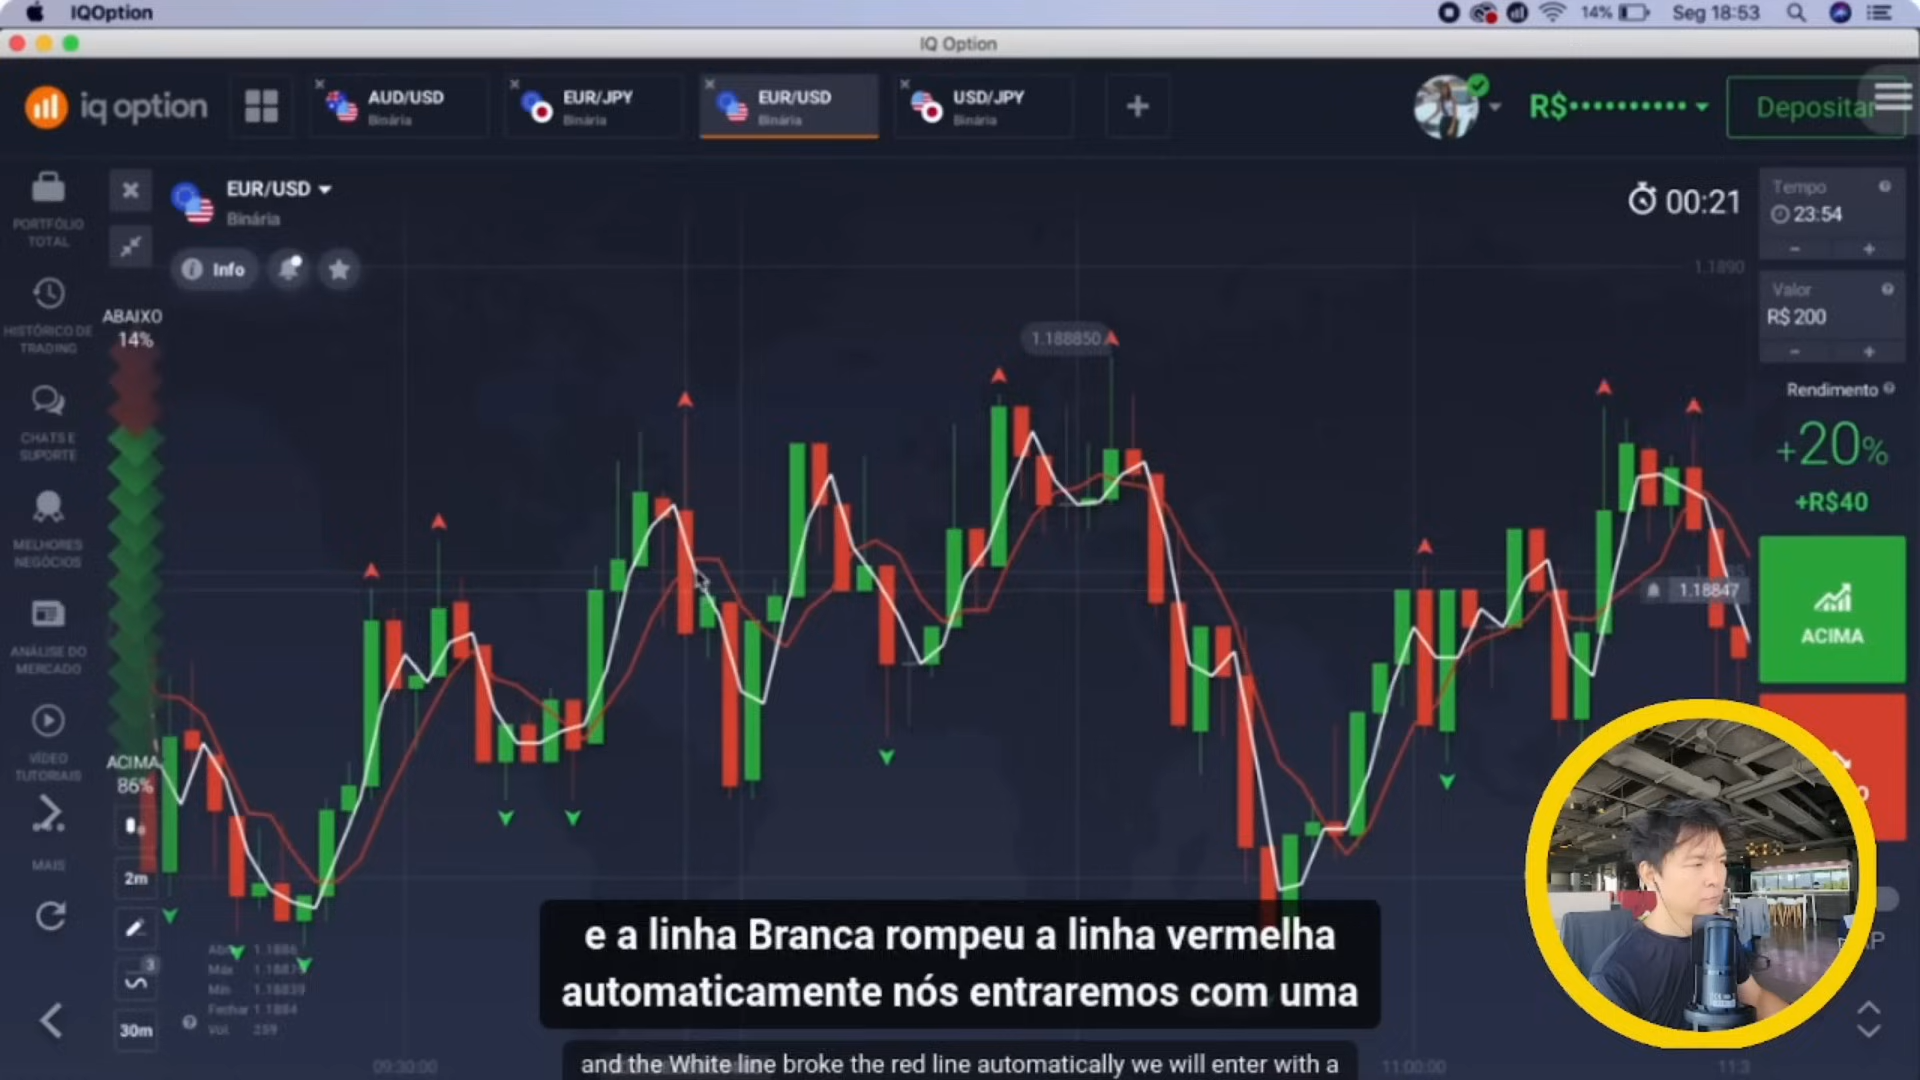 IQOption
14%
Seg 18:53
IQ Option
iq option
AUD/USD
Binária
EUR/JPY
Binária
EUR/USD
Binária
USD/JPY
Binária
+
R$
Depositar
PORTFÓLIO
TOTAL
HISTÓRICO DE
TRADING
CHATS E
SUPORTE
MELHORES
NEGÓCIOS
ANÁLISE DO
MERCADO
VÍDEO
TUTORIAIS
MAIS
EUR/USD
Binária
Info
ABAIXO
14%
ACIMA
86%
2m
3
30m
00:21
1.1890
1.188850
1.18847
Tempo
23:54
- +
Valor
R$ 200
- +
Rendimento
+20%
+R$40
ACIMA
Máx
Mín 1.18839
Fechar 1.1884
Vol. 259
09:30:00
11:00:00
11:3
e a linha Branca rompeu a linha vermelha
automaticamente nós entraremos com uma
and the White line broke the red line automatically we will enter with a